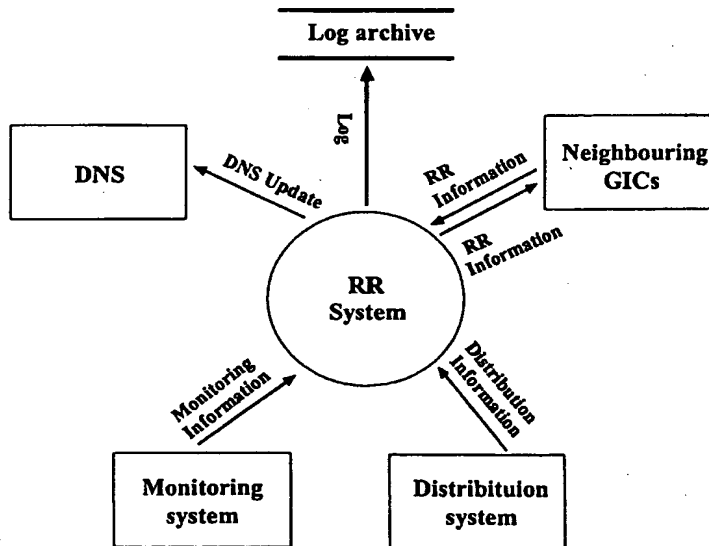 Log archive
Log
DNS
DNS Update
RR
Information
Neighbouring
GICs
RR
Information
RR
System
Monitoring
Information
Distribution
Information
Monitoring
system
Distribitulon
system